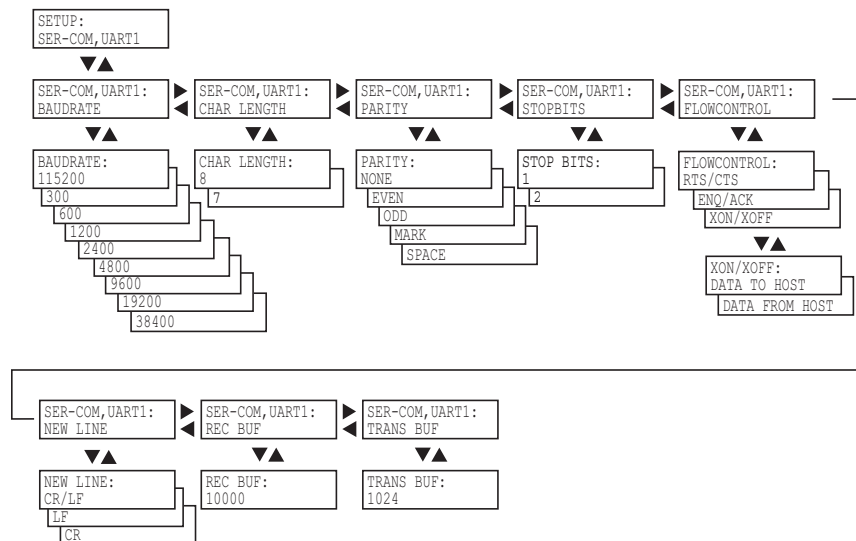 SETUP:
SER-COM,UART1
SER-COM,UART1:
BAUDRATE
SER-COM,UART1:
CHAR LENGTH
SER-COM,UART1:
PARITY
SER-COM,UART1:
STOPBITS
SER-COM,UART1:
FLOWCONTROL
BAUDRATE:
115200
300
600
1200
2400
4800
9600
19200
38400
CHAR LENGTH:
8
7
PARITY:
NONE
EVEN
ODD
MARK
SPACE
STOP BITS:
1
2
FLOWCONTROL:
RTS/CTS
ENQ/ACK
XON/XOFF
XON/XOFF:
DATA TO HOST
DATA FROM HOST
SER-COM,UART1:
NEW LINE
SER-COM,UART1:
REC BUF
SER-COM,UART1:
TRANS BUF
NEW LINE:
CR/LF
LF
CR
REC BUF:
10000
TRANS BUF:
1024